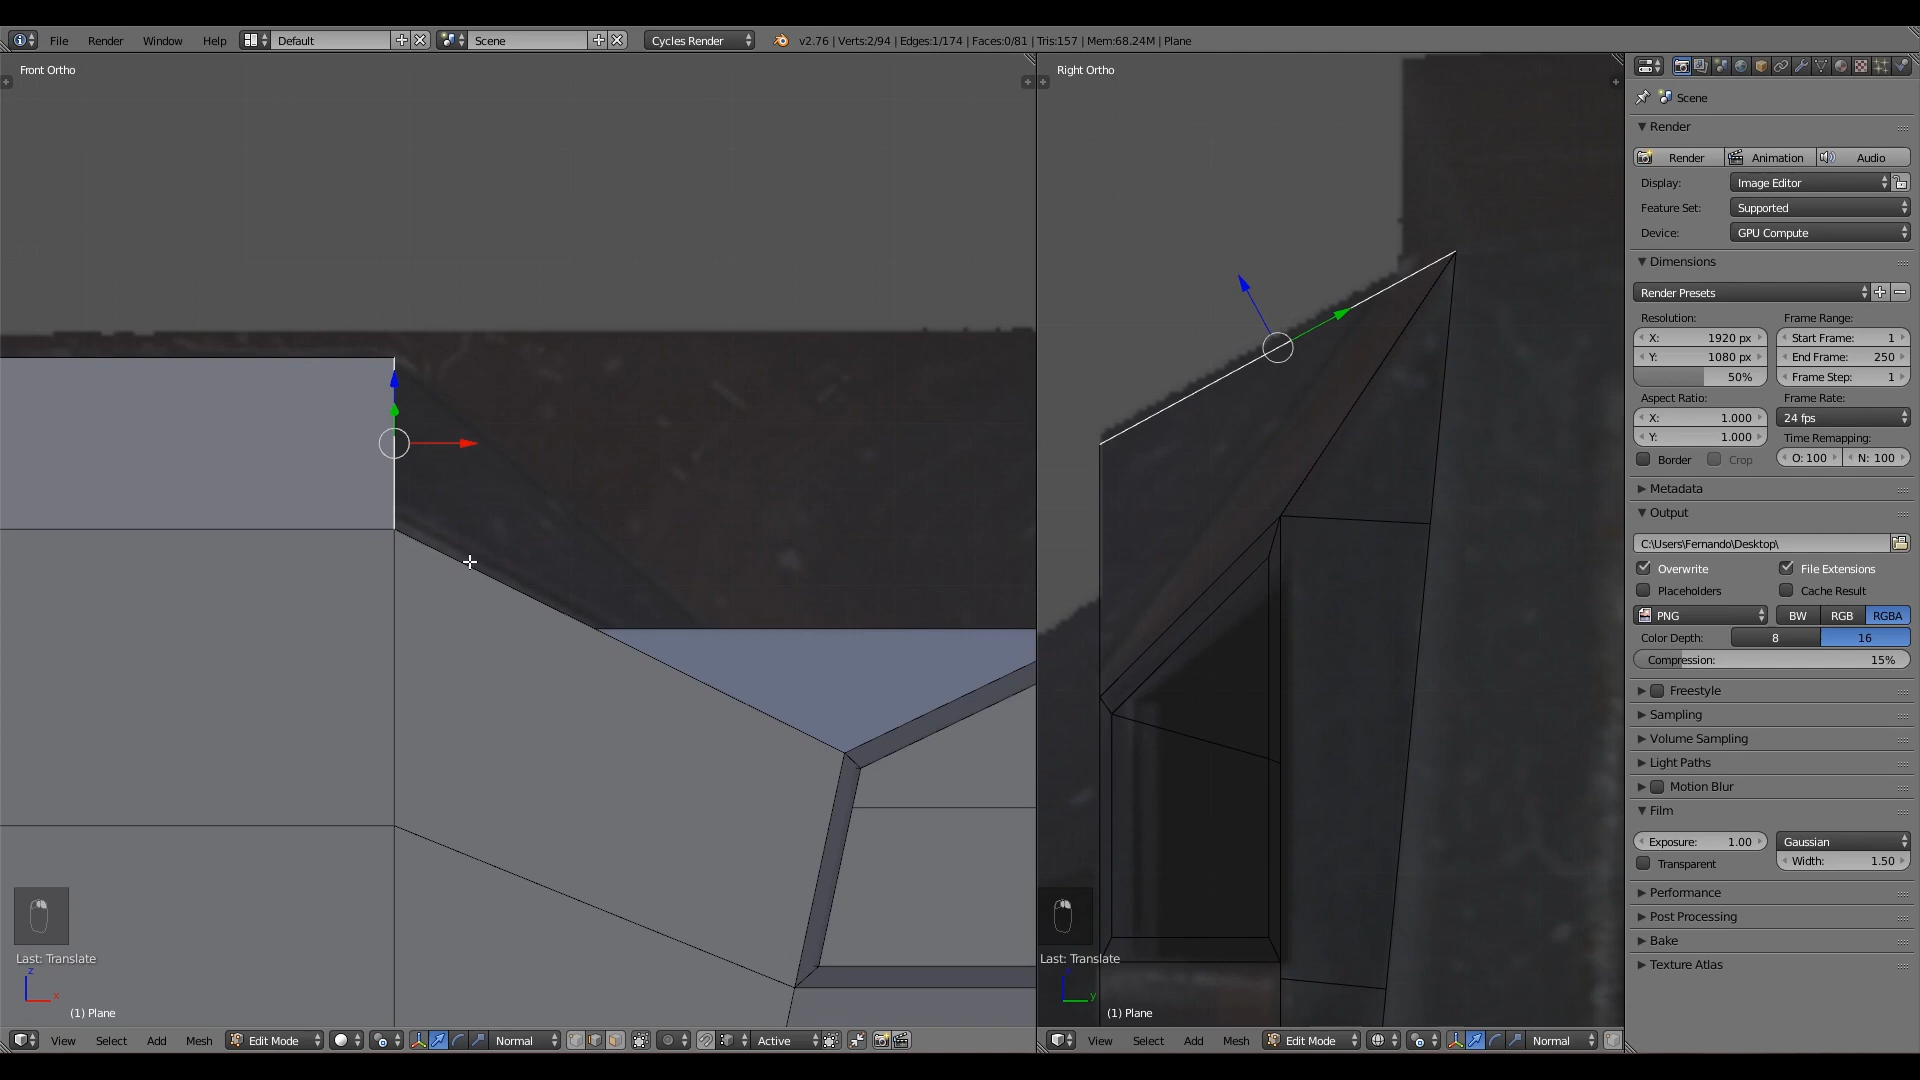 File Render Window Help Default Scene Cycles Render v2.76 | Verts:2/94 | Edges:1/174 | Faces:0/81 | Tris:157 | Mem:68.24M | Plane
Front Ortho
Right Ortho
Scene
Render
Render Animation Audio
Display: Image Editor
Feature Set: Supported
Device: GPU Compute
Dimensions
Render Presets
Resolution: Frame Range:
X: 1920 px Start Frame: 1
Y: 1080 px End Frame: 250
50% Frame Step: 1
Aspect Ratio: Frame Rate:
X: 1.000 24 fps
Y: 1.000 Time Remapping:
Border Crop O: 100 N: 100
Metadata
Output
C:\Users\Fernando\Desktop\
Overwrite File Extensions
Placeholders Cache Result
PNG BW RGB RGBA
Color Depth: 8 16
Compression: 15%
Freestyle
Sampling
Volume Sampling
Light Paths
Motion Blur
Film
Exposure: 1.00 Gaussian
Transparent Width: 1.50
Performance
Post Processing
Bake
Texture Atlas
Last: Translate
z
x
(1) Plane
Last: Translate
y
(1) Plane
View Select Add Mesh Edit Mode Normal Active
View Select Add Mesh Edit Mode Normal